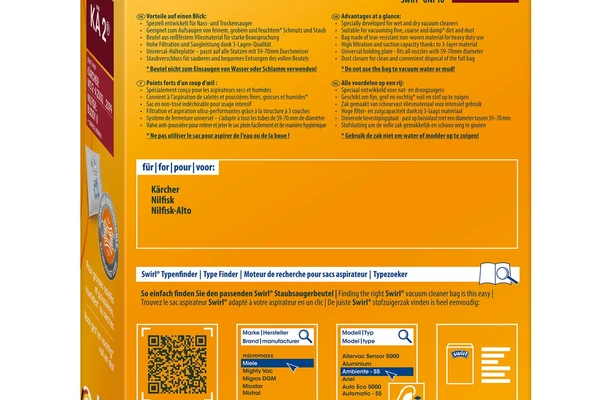 SWIRL® UNI 10
Vorteile auf einen Blick:
• Speziell entwickelt für Nass- und Trockensauger
• Geeignet zum Aufsaugen von feinem, groben und feuchtem* Schmutz und Staub
• Beutel aus reißfestem Vliesmaterial für starke Beanspruchung
• Hohe Filtration und Saugleistung dank 3-Lagen-Qualität
• Universal-Halteplatte – passt auf alle Stutzen DIN 59-70mm Durchmesser
• Staubverschluss für sauberes und bequemes Entsorgen des vollen Beutels
* Beutel nicht zum Einsaugen von Wasser oder Schlamm verwenden!
Advantages at a glance:
• Specially designed for wet and dry vacuum cleaners
• Suitable for vacuuming fine, coarse and damp* dirt and dust
• Bag made of tear-resistant non-woven material for heavy duty use
• High filtration and suction capacity thanks to 3-layer material
• Universal holding plate - fits all nozzles with 59-70mm diameter
• Dust closure for clean and convenient disposal of the full bag
* Do not use the bag to vacuum water or mud!
Points forts d'un coup d'œil :
• Spécialement conçu pour les aspirateurs secs et humides
• Convient à l'aspiration de saletés et poussières fines, grosses et humides*
• Sac en non-tissé indéchirable pour usage intensif
• Filtration et aspiration ultra-performantes grâce à la structure à 3 couches
• Système de fermeture universel – s'adapte à tous les tubes de 59-70 mm de diamètre
• Valve anti-poussière pour retirer et jeter le sac plein facilement et de manière hygiénique
* Ne pas utiliser le sac pour aspirer de l'eau ou de la boue !
Alle voordelen op een rij:
• Speciaal ontwikkeld voor nat- en droogzuigers
• Geschikt om fijn, grof en vochtig* vuil en stof op te zuigen
• Zak gemaakt van scheurvast vliesmateriaal voor intensief gebruik
• Hoge filter- en zuigcapaciteit dankzij 3-laags materiaal
• Universele bevestigingsplaat - past op buismond met een diameter tussen 59–70 mm
• Stofsluiting om de volle zak gemakkelijk en schoon weg te gooien
* Gebruik de zak niet om water of modder op te zuigen!
KÄ 2®
für | for | pour | voor:
Kärcher
Nilfisk
Nilfisk-Alto
Swirl® Typenfinder | Type Finder | Moteur de recherche pour sacs aspirateur | Typezoeker
So einfach finden Sie den passenden Swirl® Staubsaugerbeutel | Finding the right Swirl® vacuum cleaner bag is this easy |
Trouvez le sac aspirateur Swirl® adapté à votre aspirateur en un clic | De juiste Swirl® stofzuigerzak vinden is heel eenvoudig:
Marke | Hersteller
Brand | manufacturer
micromaxx
Miele
Mighty Vac
Migros DGM
Miostar
Mistral
Modell | Typ
Model | type
Allervac Sensor 5000
Aluminium
Ambiente - S5
Ariel
Auto Eco 5000
Automatic - S5
swirl